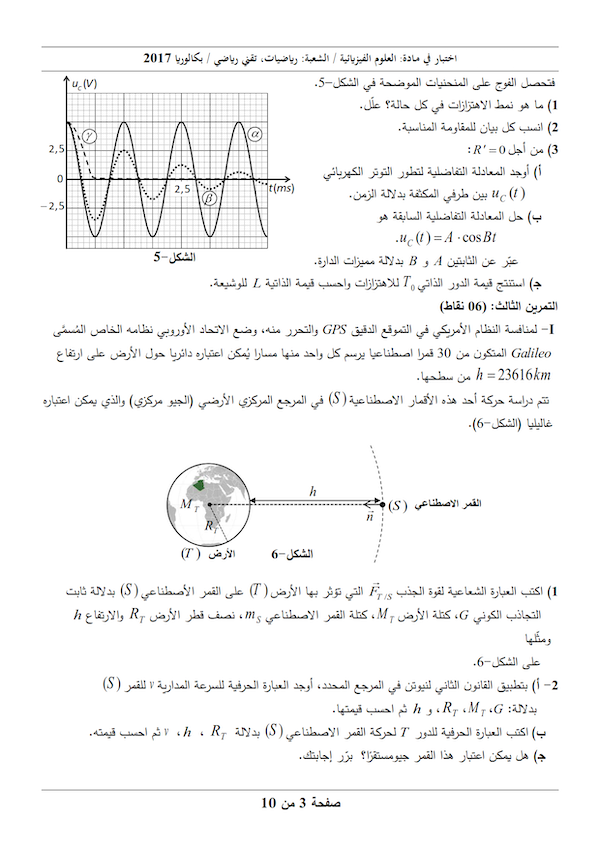 اختبار في مادة: العلوم الفيزيائية / الشعبة: رياضيات، تقني رياضي / بكالوريا 2017
u_C (V)
γ
α
β
2,5
0
−2,5
2,5
t(ms)
الشكل-5
فتحصل الفوج على المنحنيات الموضحة في الشكل-5.
1) ما هو نمط الاهتزازات في كل حالة؟ علّل.
2) انسب كل بيان للمقاومة المناسبة.
3) من أجل R' = 0 :
أ) أوجد المعادلة التفاضلية لتطور التوتر الكهربائي
u_C (t) بين طرفي المكثفة بدلالة الزمن.
ب) حل المعادلة التفاضلية السابقة هو
u_C (t) = A · cos Bt.
عبّر عن الثابتين A و B بدلالة مميزات الدارة.
ج) استنتج قيمة الدور الذاتي T_0 للاهتزازات واحسب قيمة الذاتية L للوشيعة.
التمرين الثالث: (06 نقاط)
I- لمنافسة النظام الأمريكي في التموقع الدقيق GPS والتحرر منه، وضع الاتحاد الأوروبي نظامه الخاص المُسمَّى
Galileo المتكون من 30 قمرا اصطناعيا يرسم كل واحد منها مسارا يُمكن اعتباره دائريا حول الأرض على ارتفاع
h = 23616 km من سطحها.
تتم دراسة حركة أحد هذه الأقمار الاصطناعية (S) في المرجع المركزي الأرضي (الجيو مركزي) والذي يمكن اعتباره
غاليليا (الشكل-6).
M_T
R_T
h
n⃗
(S)
القمر الاصطناعي
الأرض (T)
الشكل-6
1) اكتب العبارة الشعاعية لقوة الجذب F⃗_T/S التي تؤثر بها الأرض (T) على القمر الأصطناعي (S) بدلالة ثابت
التجاذب الكوني G، كتلة الأرض M_T، كتلة القمر الاصطناعي m_S، نصف قطر الأرض R_T والارتفاع h
ومثّلها
على الشكل-6.
2- أ) بتطبيق القانون الثاني لنيوتن في المرجع المحدد، أوجد العبارة الحرفية للسرعة المدارية v للقمر (S)
بدلالة: G، M_T، R_T، و h ثم احسب قيمتها.
ب) اكتب العبارة الحرفية للدور T لحركة القمر الاصطناعي (S) بدلالة R_T ، h ، v ثم احسب قيمته.
ج) هل يمكن اعتبار هذا القمر جيومستقرًا؟ برّر إجابتك.
صفحة 3 من 10